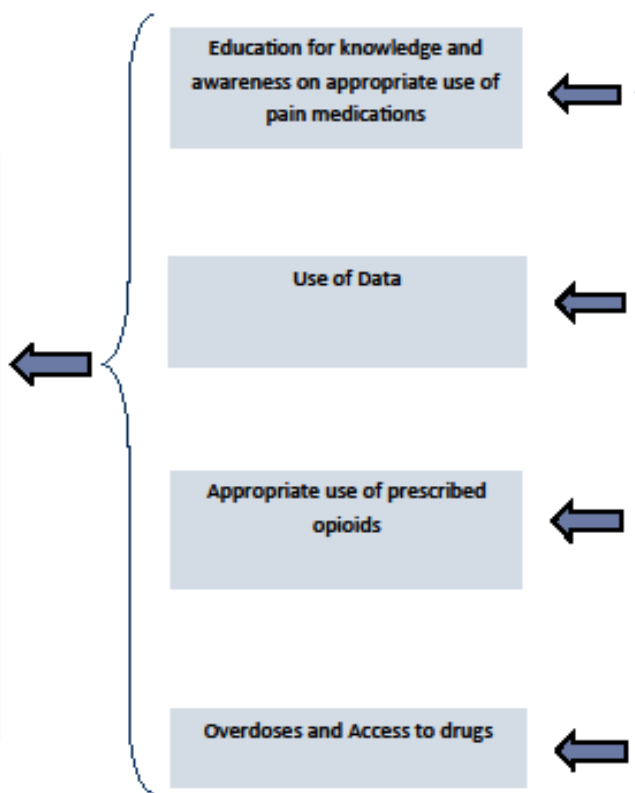 Education for knowledge and
awareness on appropriate use of
pain medications
Use of Data
Appropriate use of prescribed
opioids
Overdoses and Access to drugs